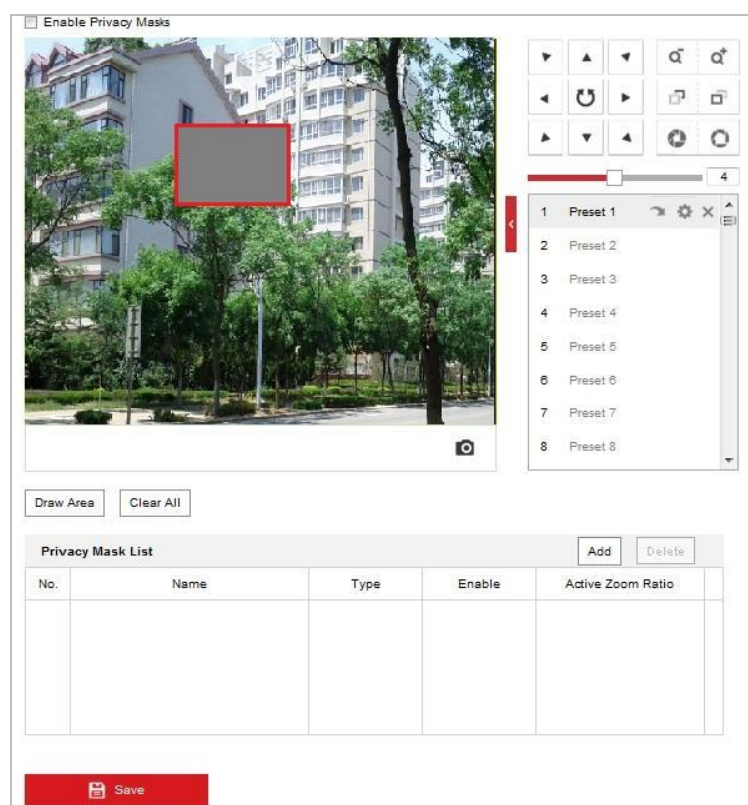 Enable Privacy Masks
4
1 Preset 1
2 Preset 2
3 Preset 3
4 Preset 4
5 Preset 5
6 Preset 6
7 Preset 7
8 Preset 8
Draw Area Clear All
Privacy Mask List Add Delete
No. Name Type Enable Active Zoom Ratio
Save